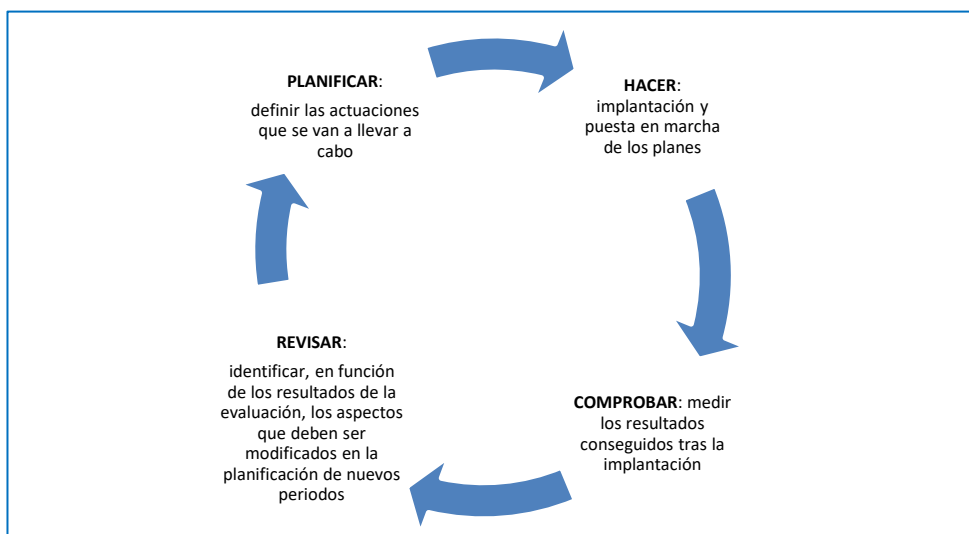 PLANIFICAR:
definir las actuaciones
que se van a llevar a
cabo
HACER:
implantación y
puesta en marcha
de los planes
COMPROBAR: medir
los resultados
conseguidos tras la
implantación
REVISAR:
identificar, en función
de los resultados de la
evaluación, los aspectos
que deben ser
modificados en la
planificación de nuevos
periodos